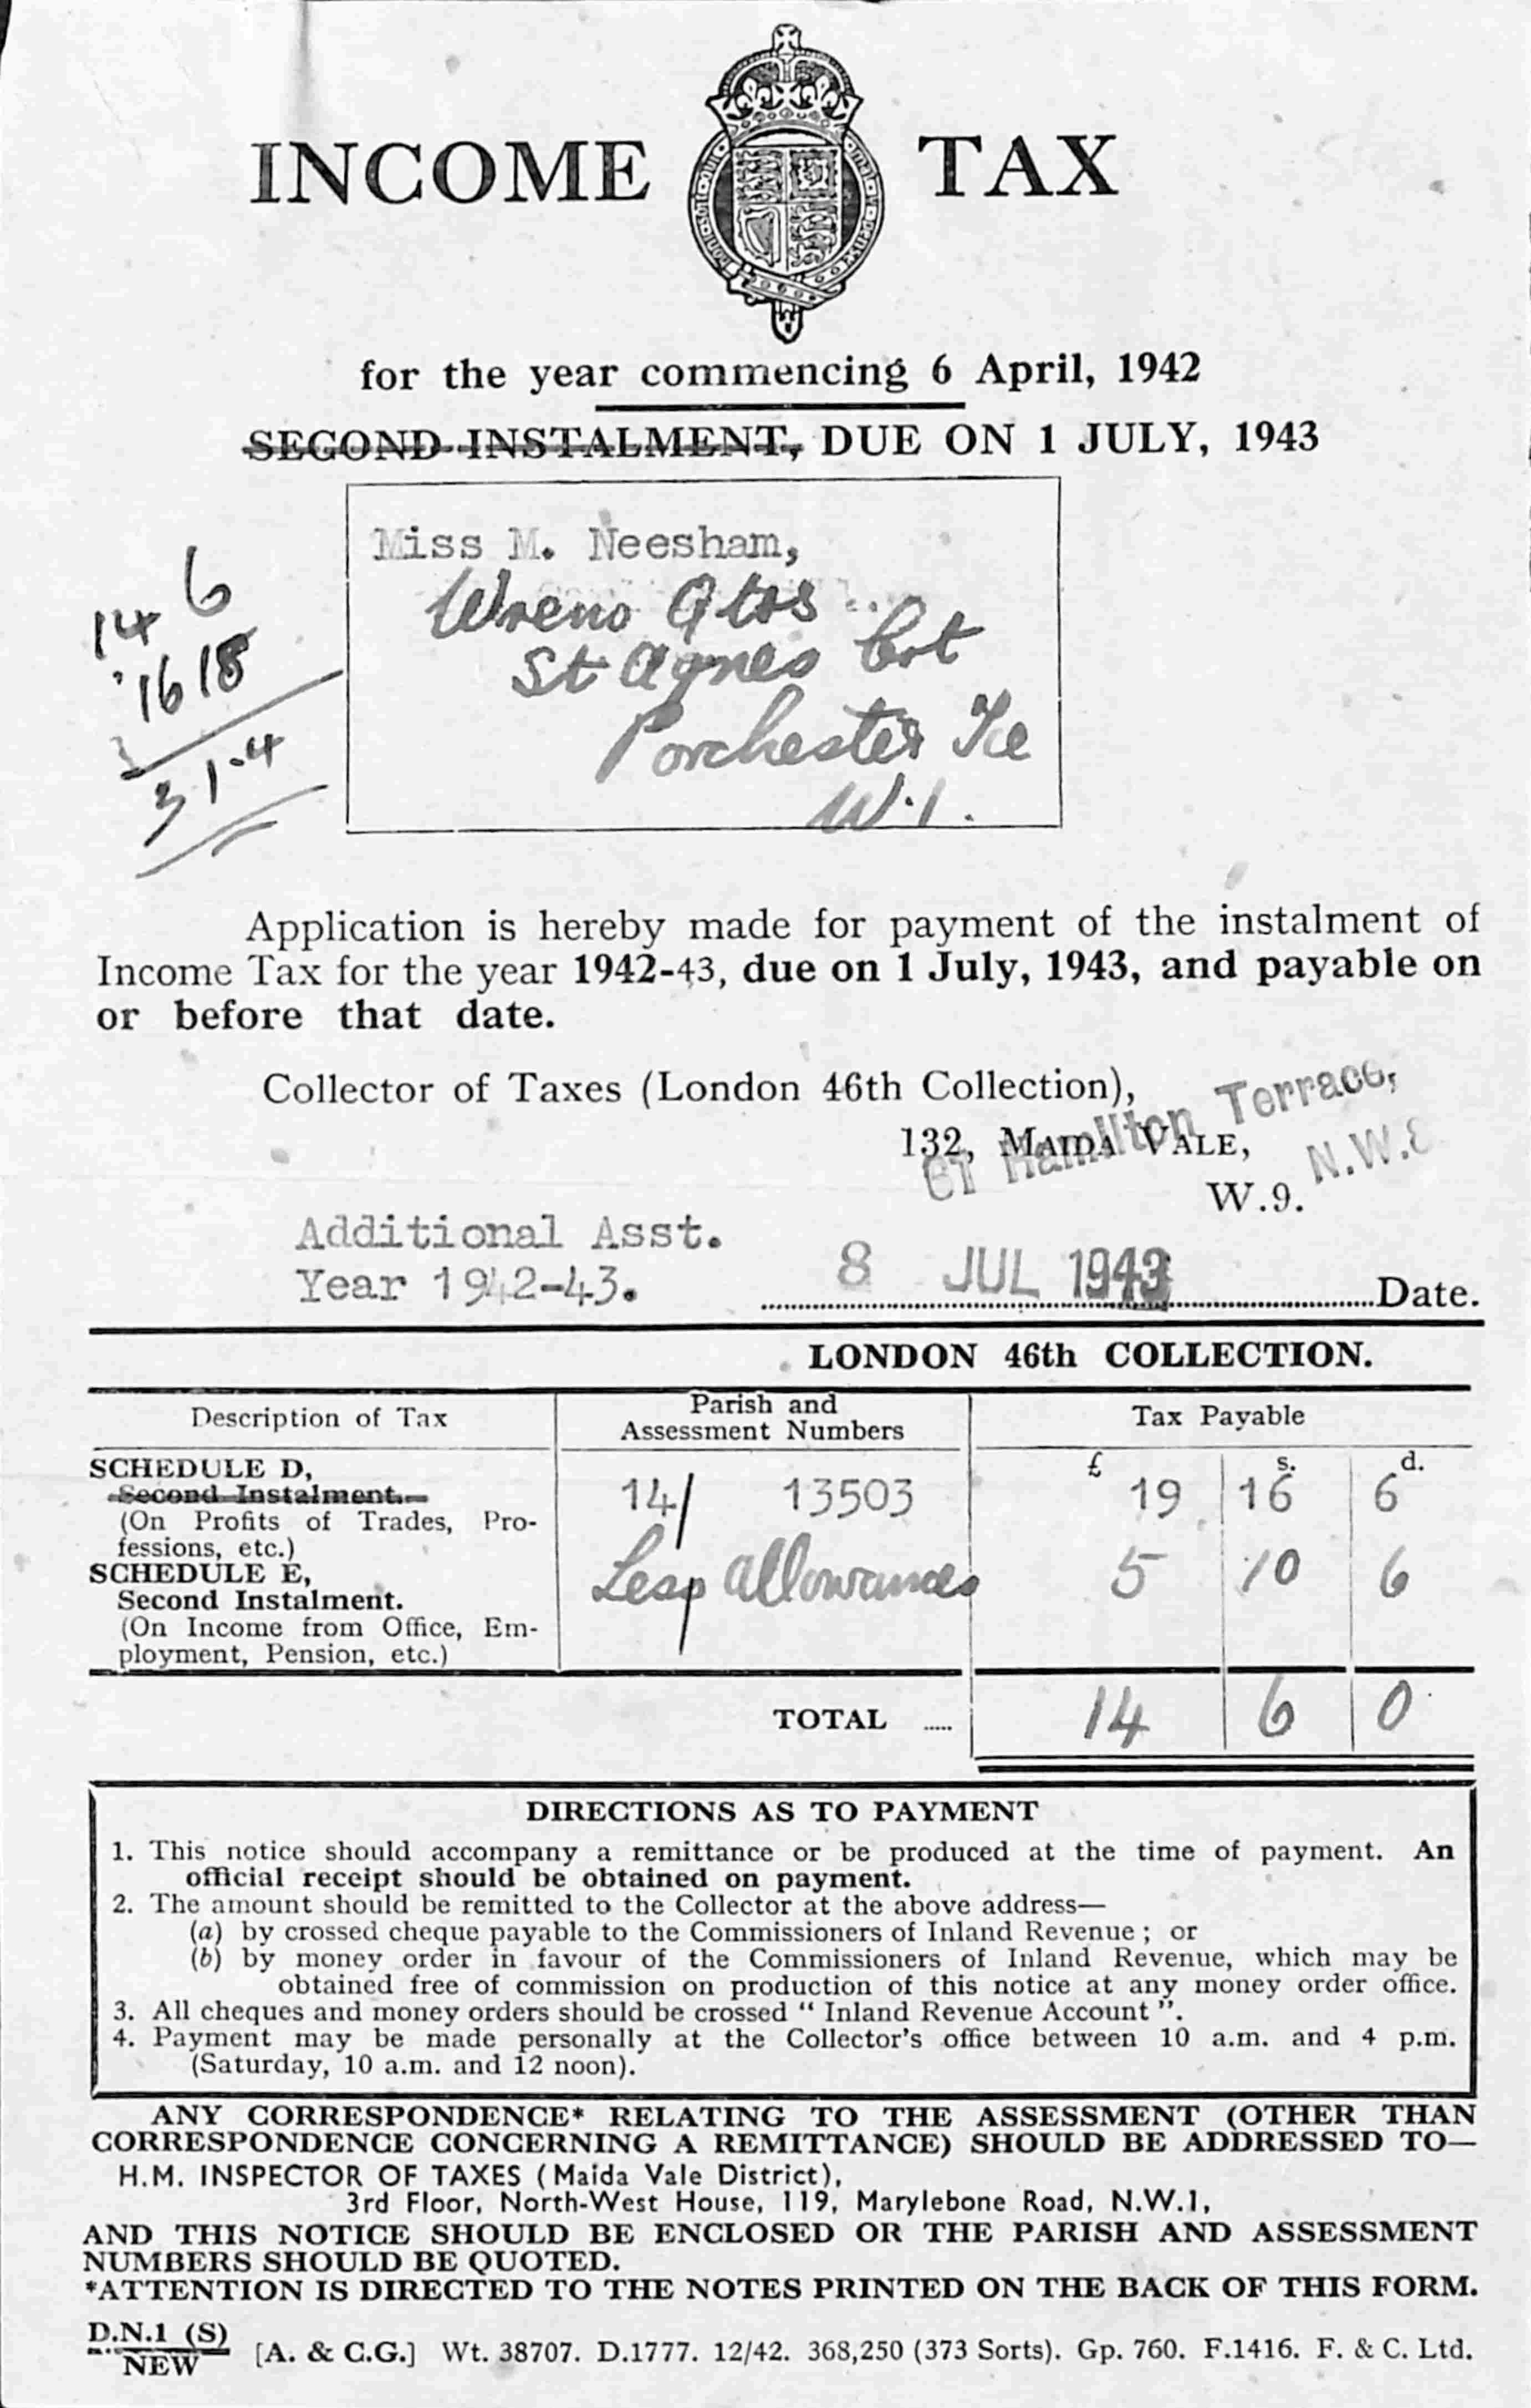 INCOME TAX
for the year commencing 6 April, 1942
SECOND INSTALMENT, DUE ON 1 JULY, 1943
Miss M. Neesham,
Wrens Qtrs
St Agnes Crt
Porchester Tce
W.1.
6
14
16 18
31-4
Application is hereby made for payment of the instalment of
Income Tax for the year 1942-43, due on 1 July, 1943, and payable on
or before that date.
Collector of Taxes (London 46th Collection),
132, MAIDA VALE,
Hamilton Terrace,
N.W.8
W.9.
Additional Asst.
Year 1942-43.
8 JUL 1943 Date.
LONDON 46th COLLECTION.
Description of Tax
Parish and
Assessment Numbers
Tax Payable
£ s. d.
SCHEDULE D,
Second Instalment.
(On Profits of Trades, Pro-
fessions, etc.)
14/ 13503 19 16 6
SCHEDULE E,
Second Instalment.
(On Income from Office, Em-
ployment, Pension, etc.)
Less allowances 5 10 6
TOTAL ..... 14 6 0
DIRECTIONS AS TO PAYMENT
1. This notice should accompany a remittance or be produced at the time of payment. An
official receipt should be obtained on payment.
2. The amount should be remitted to the Collector at the above address—
(a) by crossed cheque payable to the Commissioners of Inland Revenue ; or
(b) by money order in favour of the Commissioners of Inland Revenue, which may be
obtained free of commission on production of this notice at any money order office.
3. All cheques and money orders should be crossed “ Inland Revenue Account ”.
4. Payment may be made personally at the Collector's office between 10 a.m. and 4 p.m.
(Saturday, 10 a.m. and 12 noon).
ANY CORRESPONDENCE* RELATING TO THE ASSESSMENT (OTHER THAN
CORRESPONDENCE CONCERNING A REMITTANCE) SHOULD BE ADDRESSED TO—
H.M. INSPECTOR OF TAXES (Maida Vale District),
3rd Floor, North-West House, 119, Marylebone Road, N.W.1,
AND THIS NOTICE SHOULD BE ENCLOSED OR THE PARISH AND ASSESSMENT
NUMBERS SHOULD BE QUOTED.
*ATTENTION IS DIRECTED TO THE NOTES PRINTED ON THE BACK OF THIS FORM.
D.N.1 (S)
NEW
[A. & C.G.] Wt. 38707. D.1777. 12/42. 368,250 (373 Sorts). Gp. 760. F.1416. F. & C. Ltd.